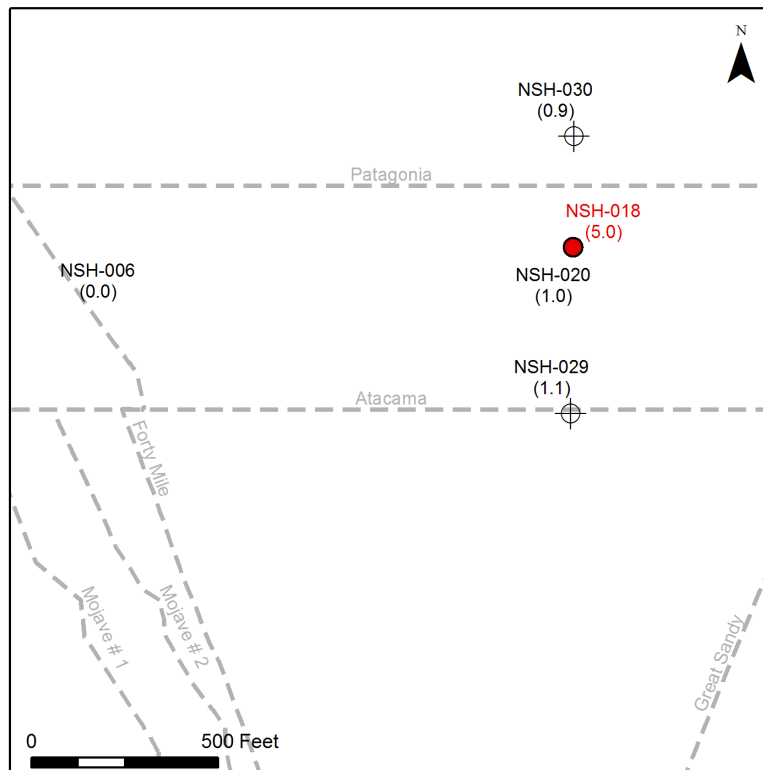 N
NSH-030
(0.9)
Patagonia
NSH-018
(5.0)
NSH-006
(0.0)
NSH-020
(1.0)
NSH-029
(1.1)
Atacama
Forty Mile
Mojave # 1
Mojave # 2
Great Sandy
0 500 Feet